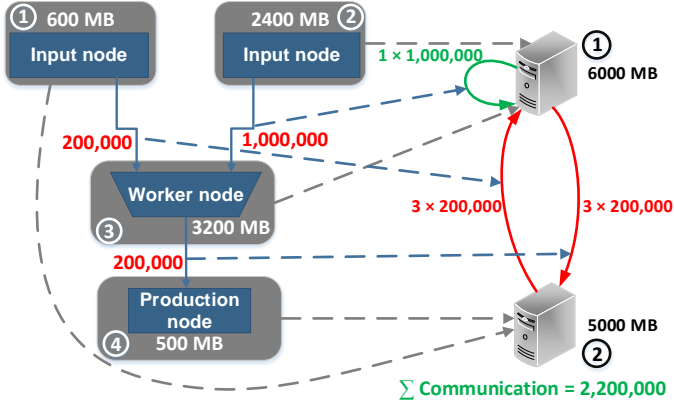 ① 600 MB
Input node
2400 MB ②
Input node
①
6000 MB
1 × 1,000,000
200,000
1,000,000
Worker node
③ 3200 MB
3 × 200,000
3 × 200,000
200,000
Production
node
④ 500 MB
5000 MB
②
∑ Communication = 2,200,000